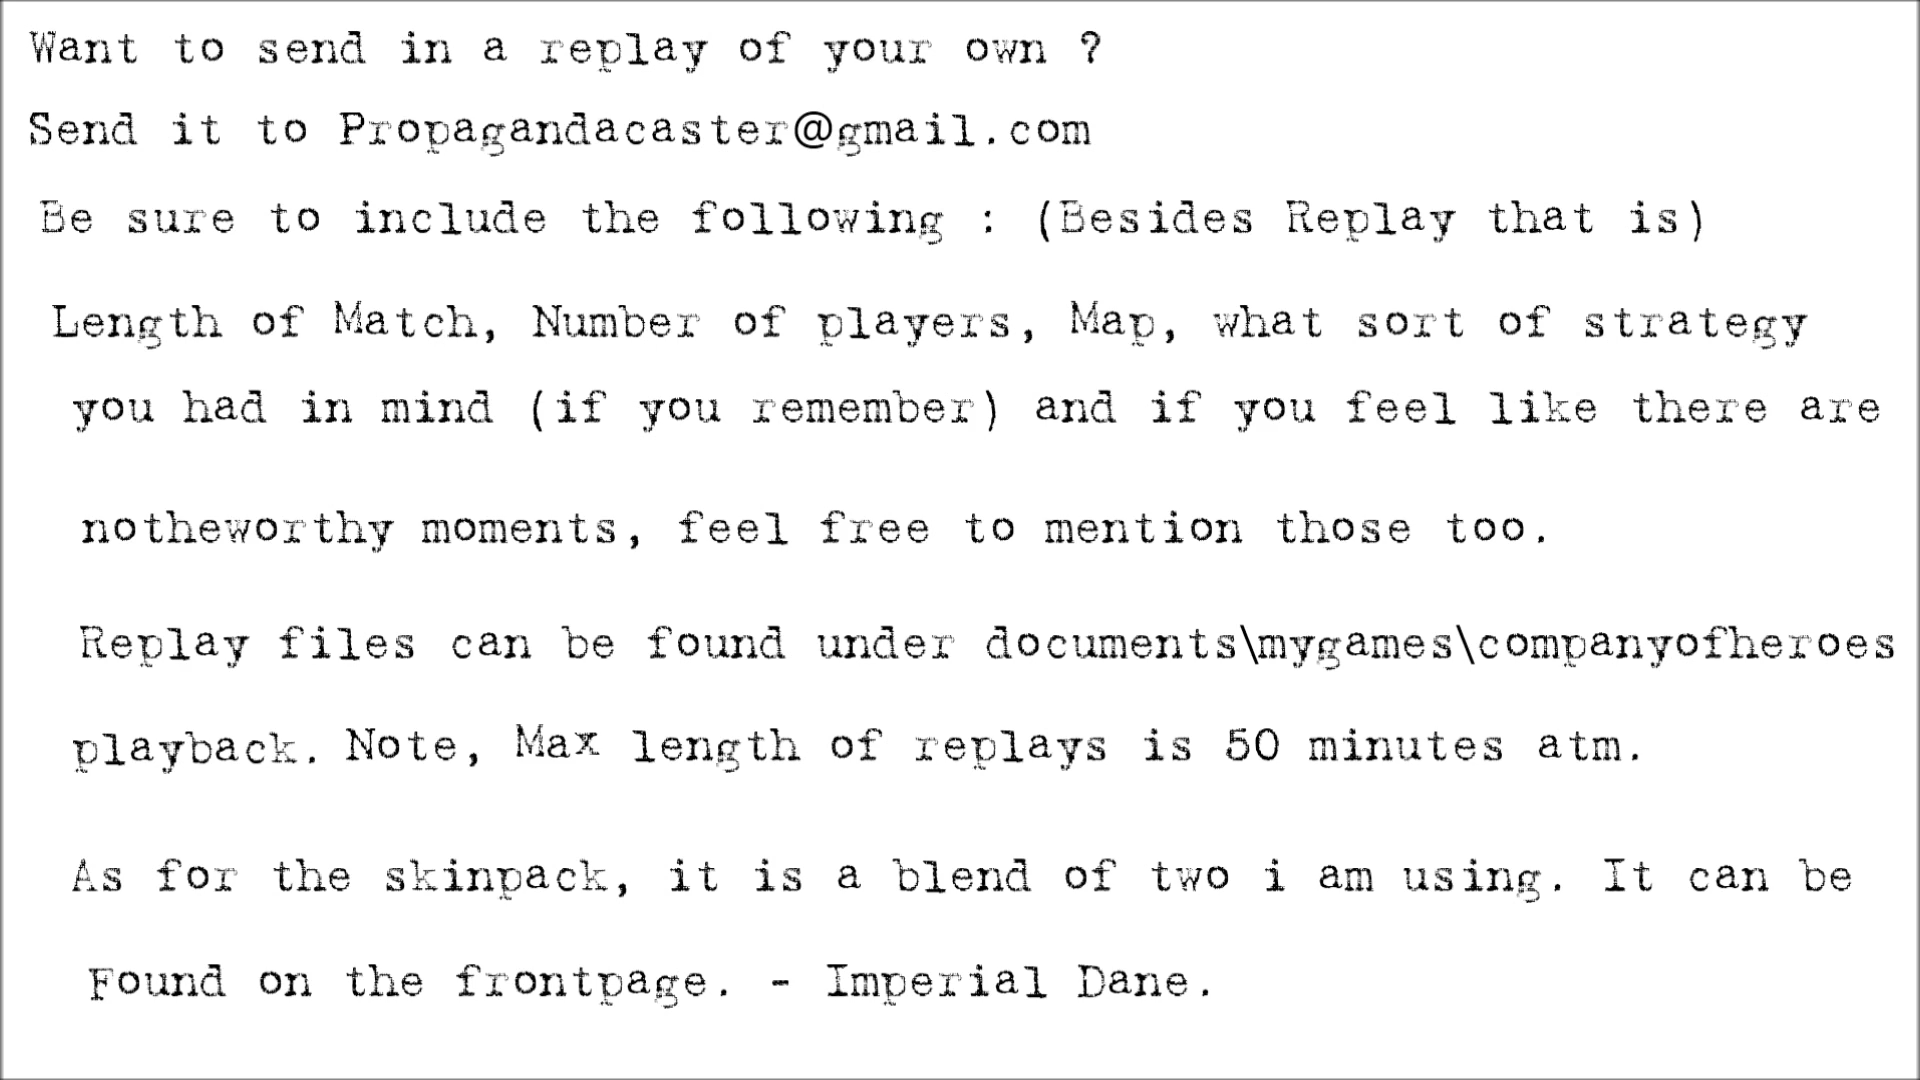 Want to send in a replay of your own ?
Send it to Propagandacaster@gmail.com
Be sure to include the following : (Besides Replay that is)
Length of Match, Number of players, Map, what sort of strategy
you had in mind (if you remember) and if you feel like there are
notheworthy moments, feel free to mention those too.
Replay files can be found under documents\mygames\companyofheroes
playback. Note, Max length of replays is 50 minutes atm.
As for the skinpack, it is a blend of two i am using. It can be
Found on the frontpage. - Imperial Dane.